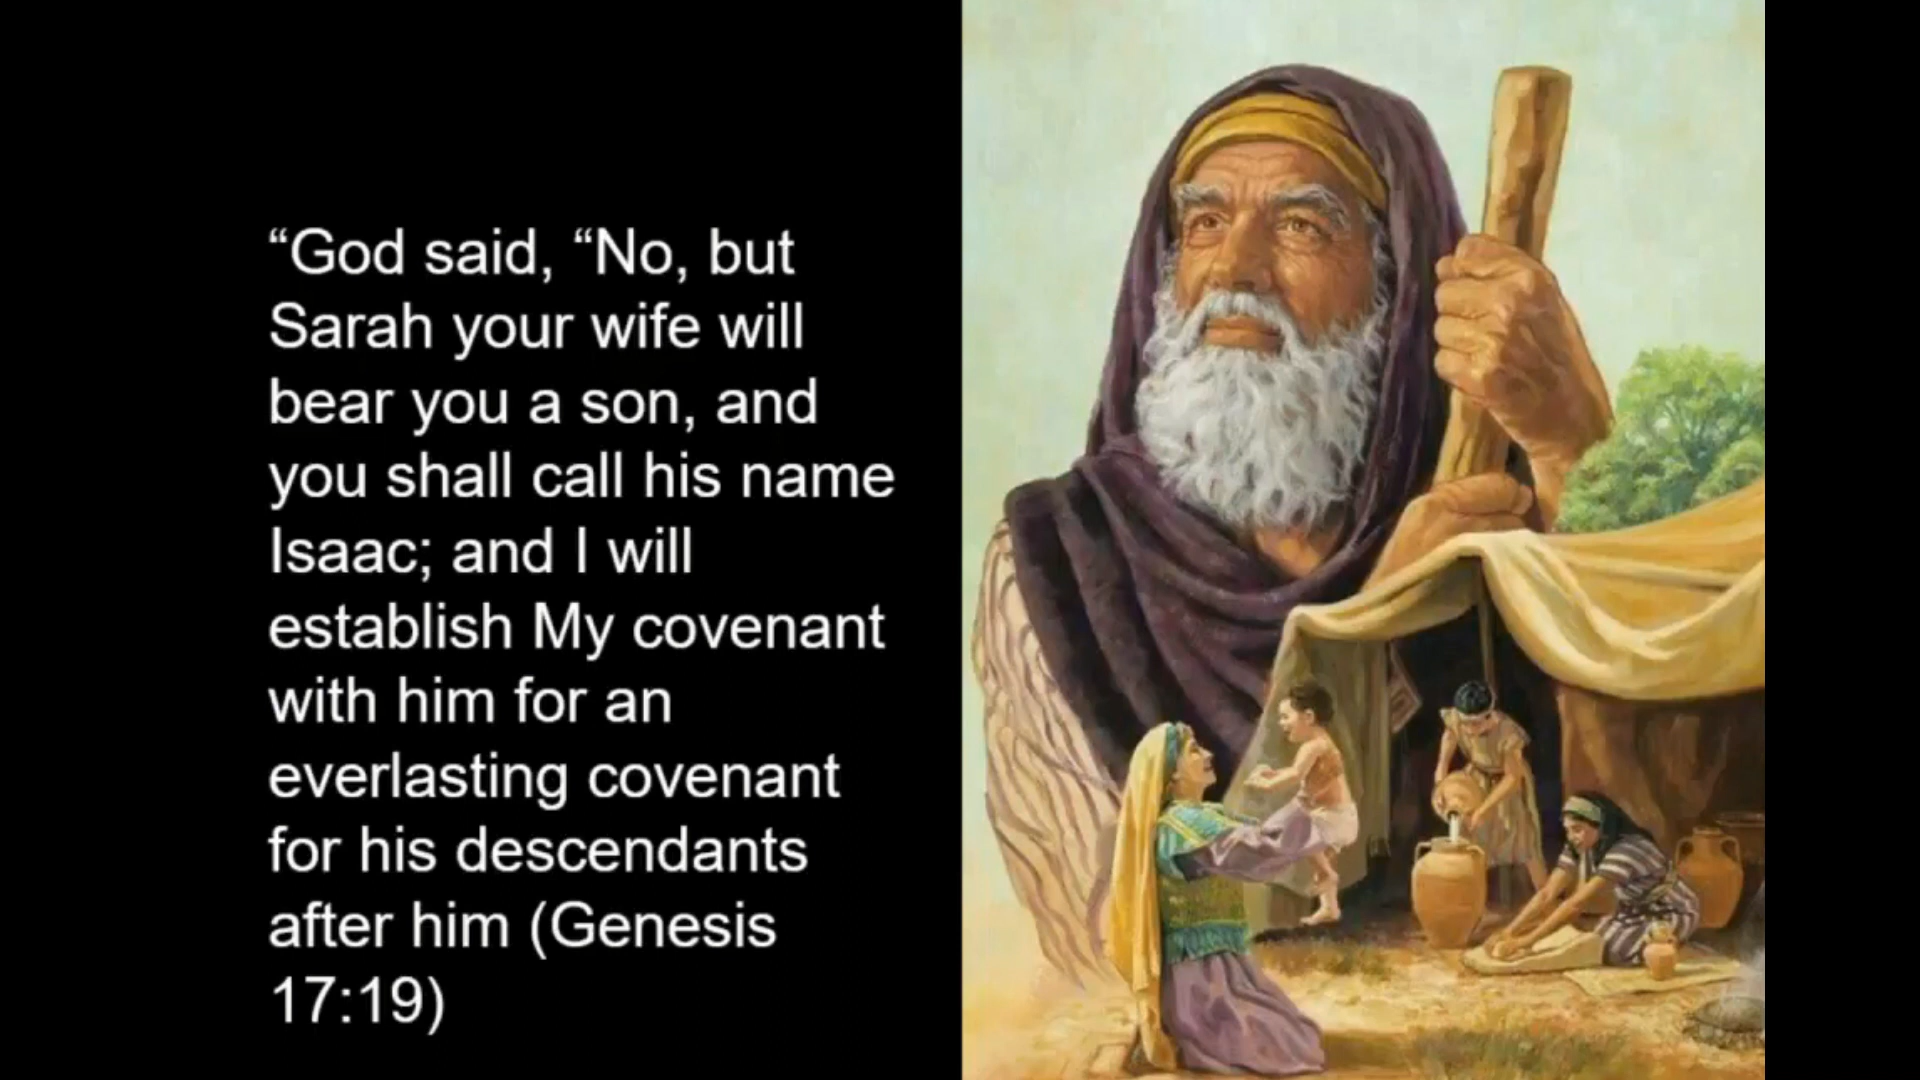 “God said, “No, but
Sarah your wife will
bear you a son, and
you shall call his name
Isaac; and I will
establish My covenant
with him for an
everlasting covenant
for his descendants
after him (Genesis
17:19)